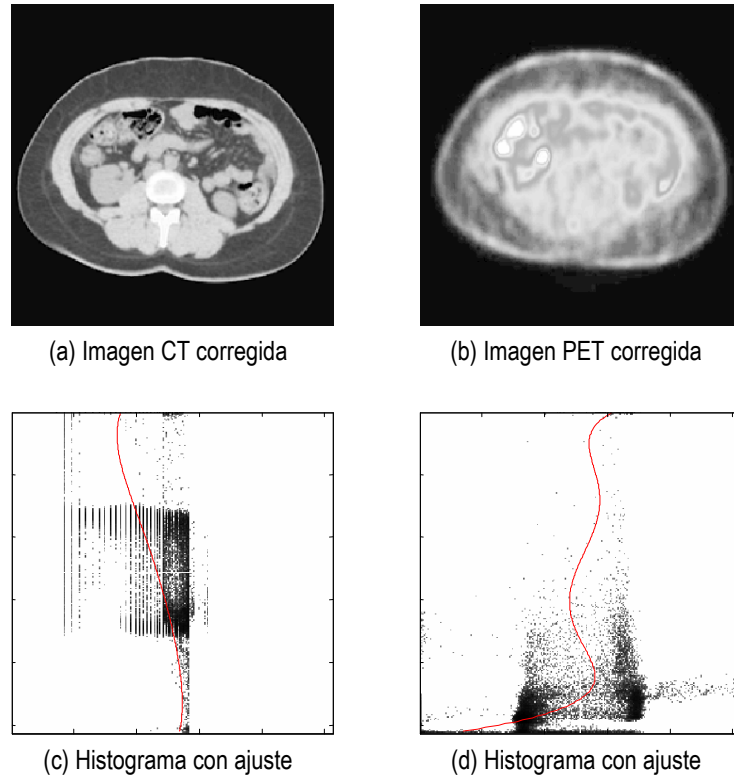 (a) Imagen CT corregida
(b) Imagen PET corregida
(c) Histograma con ajuste
(d) Histograma con ajuste